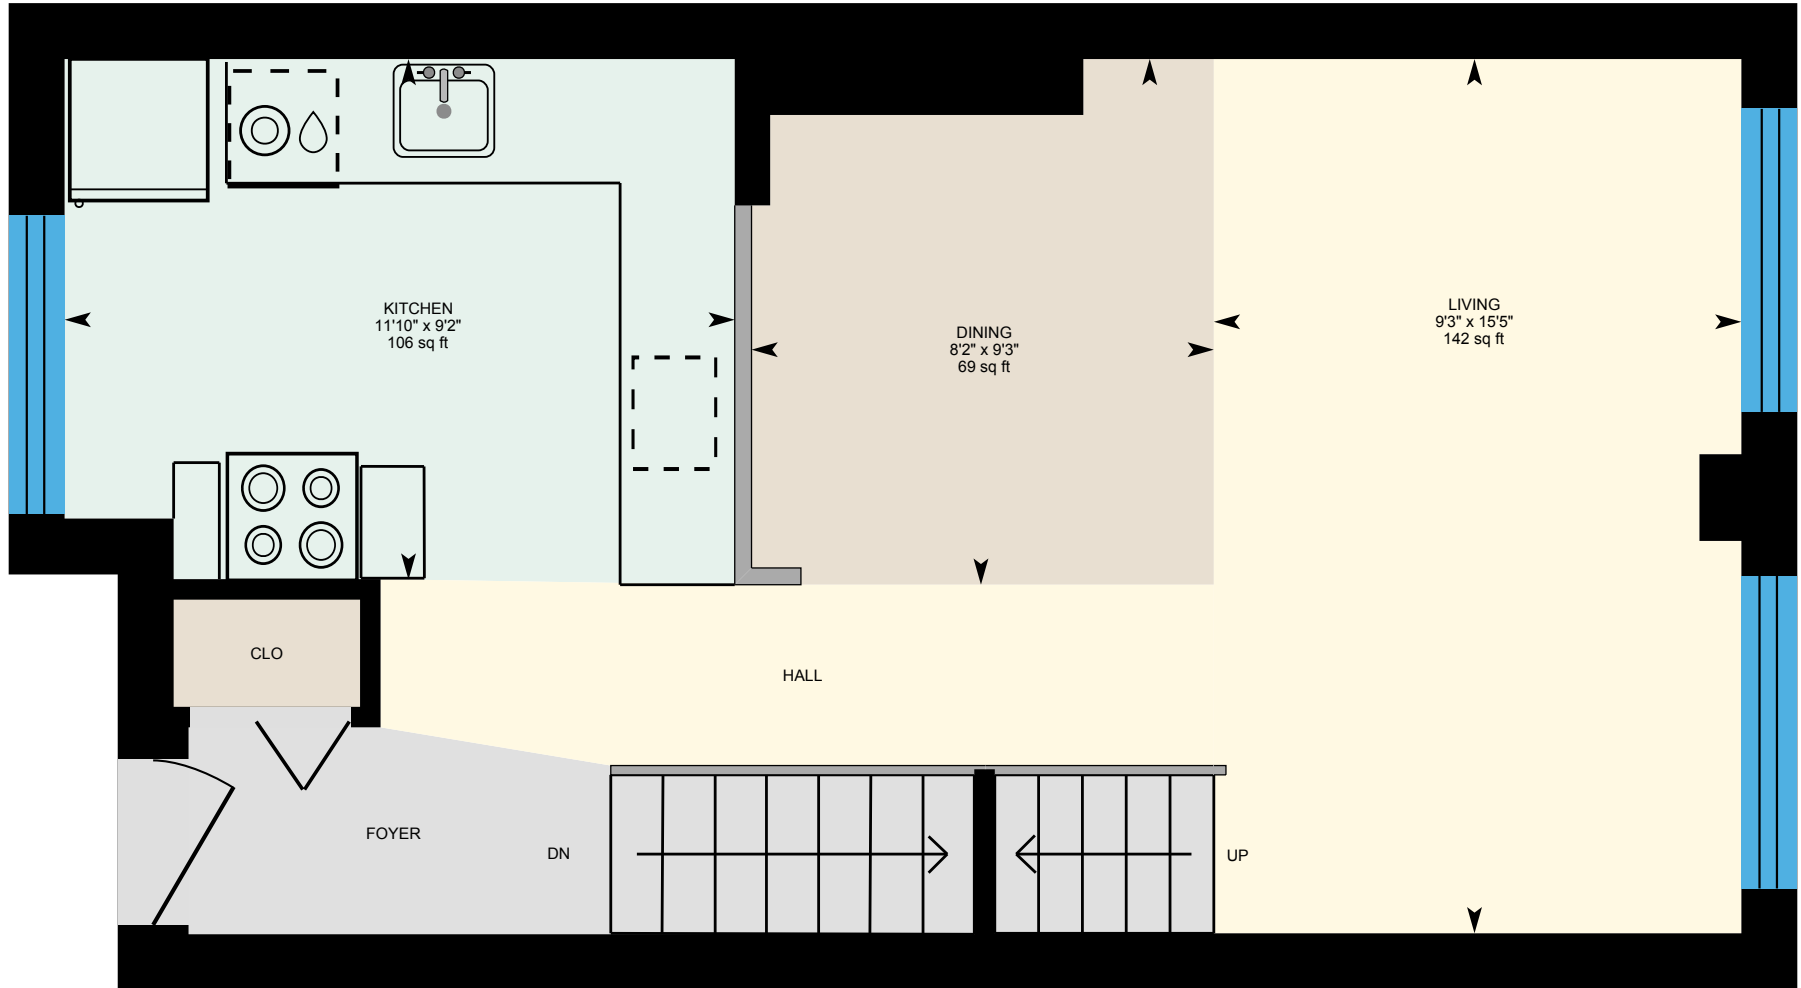 KITCHEN
11'10" x 9'2"
106 sq ft
DINING
8'2" x 9'3"
69 sq ft
LIVING
9'3" x 15'5"
142 sq ft
CLO
HALL
FOYER
DN
UP